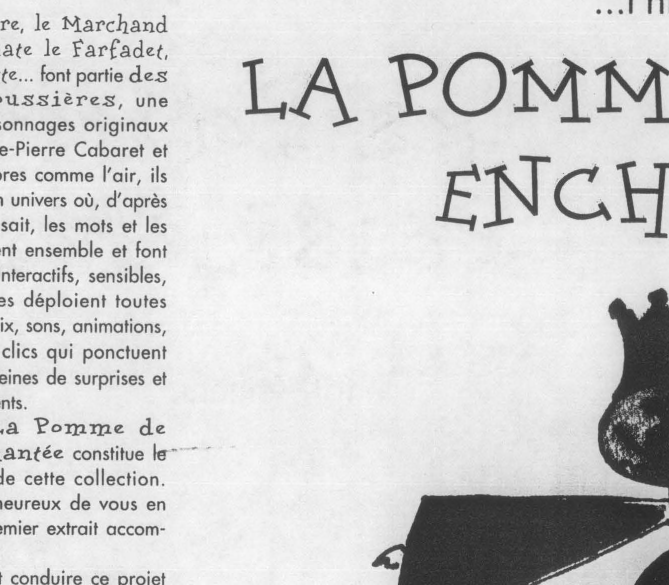 re, le Marchand
ate le Farfadet,
te... font partie des
oussières, une
sonnages originaux
e-Pierre Cabaret et
bres comme l'air, ils
n univers où, d'après
sait, les mots et les
ent ensemble et font
interactifs, sensibles,
es déploient toutes
ix, sons, animations,
clics qui ponctuent
eines de surprises et
nts.
La Pomme de
antée constitue le
de cette collection.
heureux de vous en
emier extrait accom-
t conduire ce projet
LA POMM
ENCH